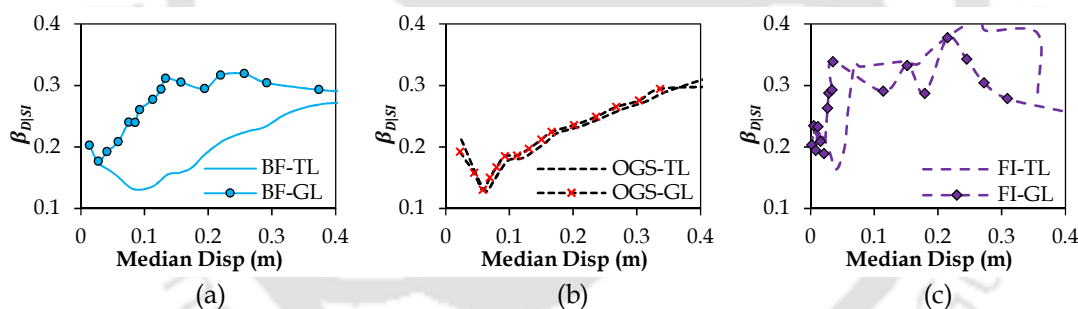 0.4
0.3
0.2
0.1
β_{D|SI}
BF-TL
BF-GL
0 0.1 0.2 0.3 0.4
Median Disp (m)
(a)
0.4
0.3
0.2
0.1
β_{D|SI}
OGS-TL
OGS-GL
0 0.1 0.2 0.3 0.4
Median Disp (m)
(b)
0.4
0.3
0.2
0.1
β_{D|SI}
FI-TL
FI-GL
0 0.1 0.2 0.3 0.4
Median Disp (m)
(c)